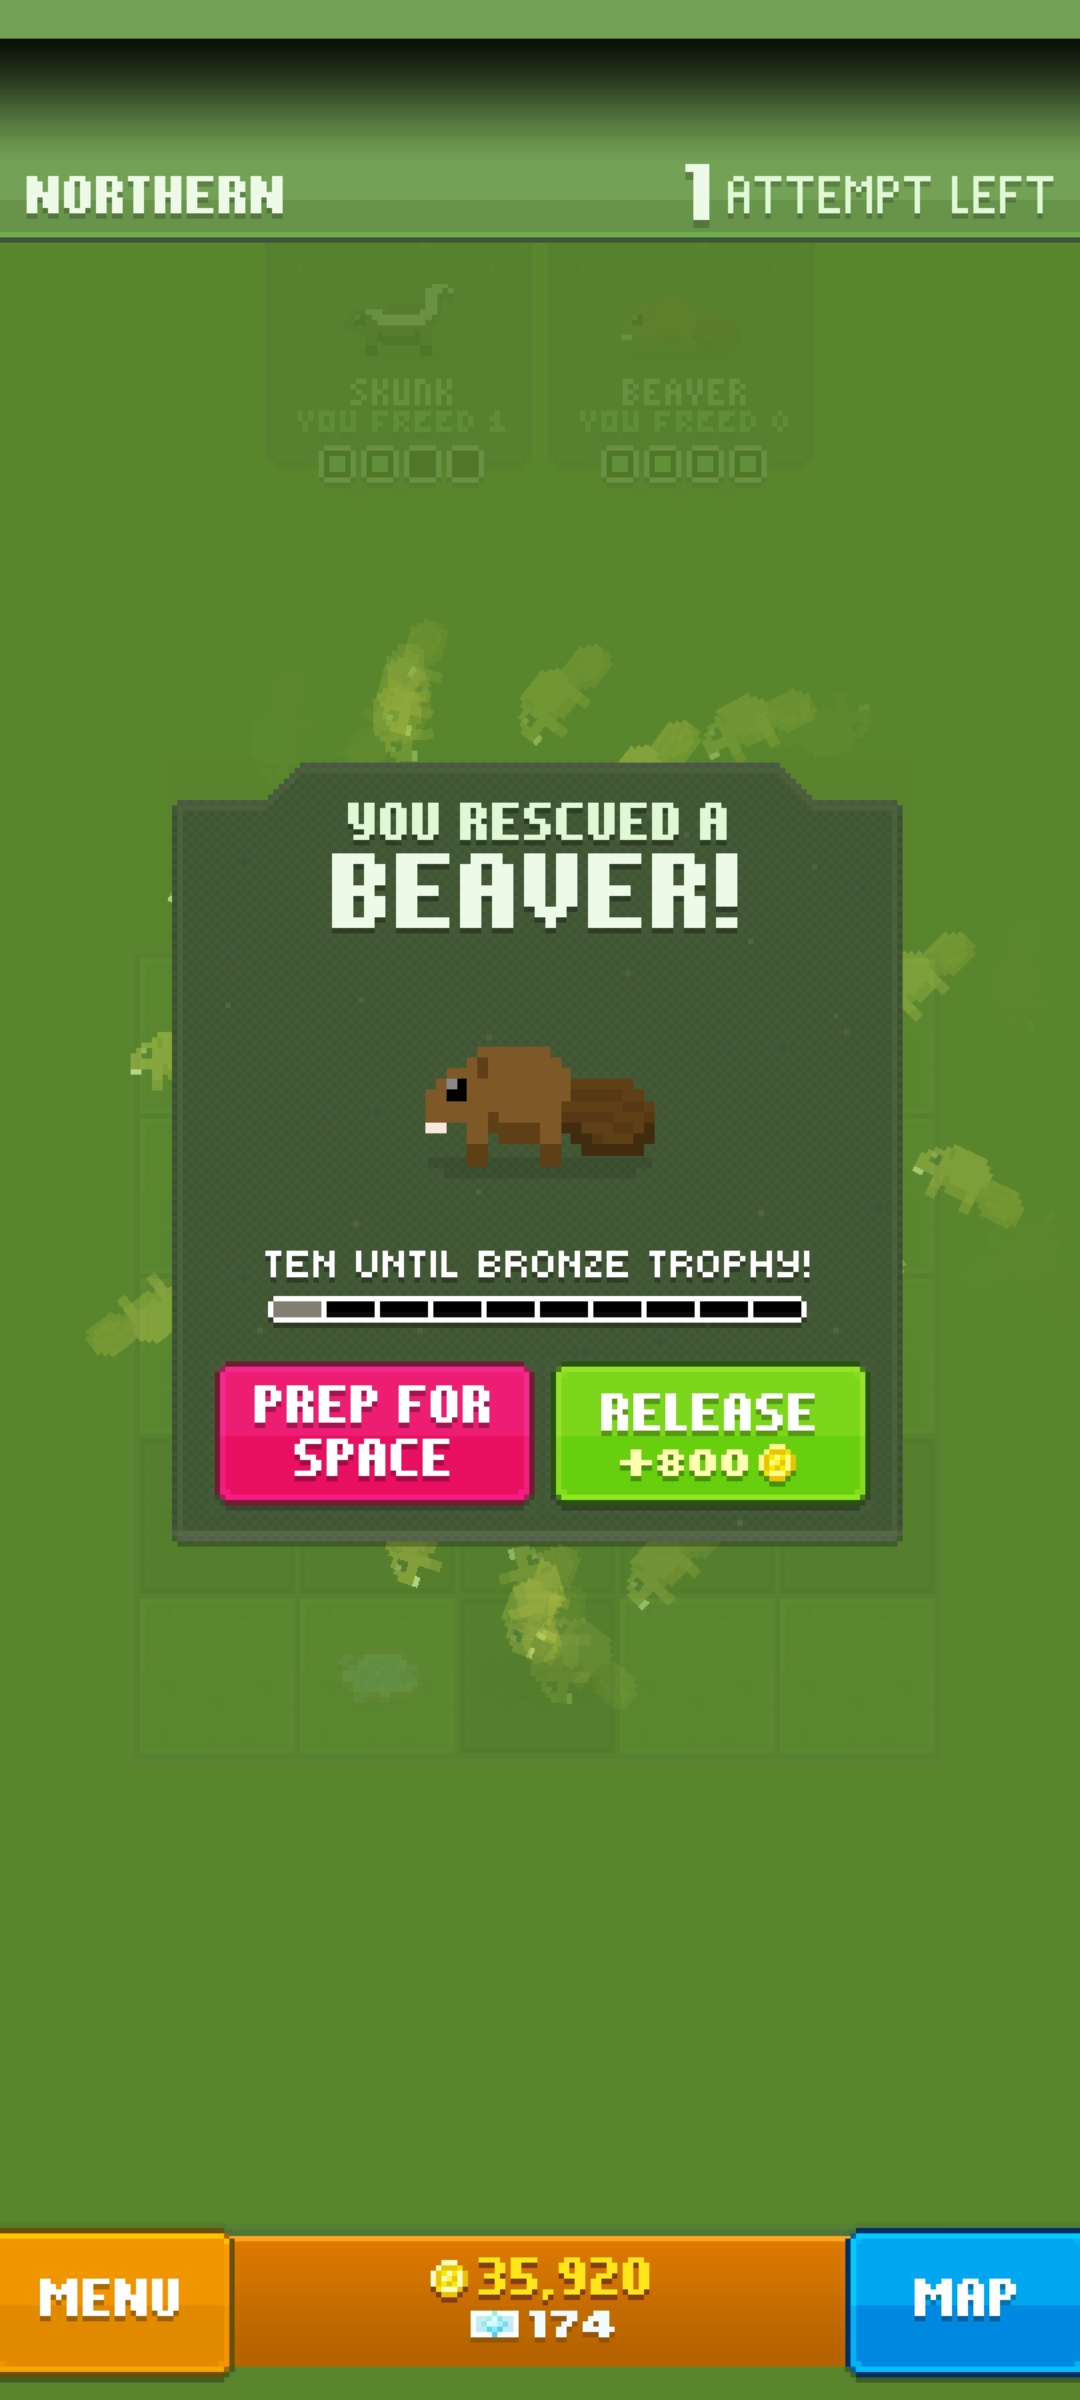 NORTHERN
1 ATTEMPT LEFT
SKUNK
YOU FREED 1
BEAVER
YOU FREED 0
YOU RESCUED A
BEAVER!
TEN UNTIL BRONZE TROPHY!
PREP FOR
SPACE
RELEASE
+800
MENU
35,920
174
MAP